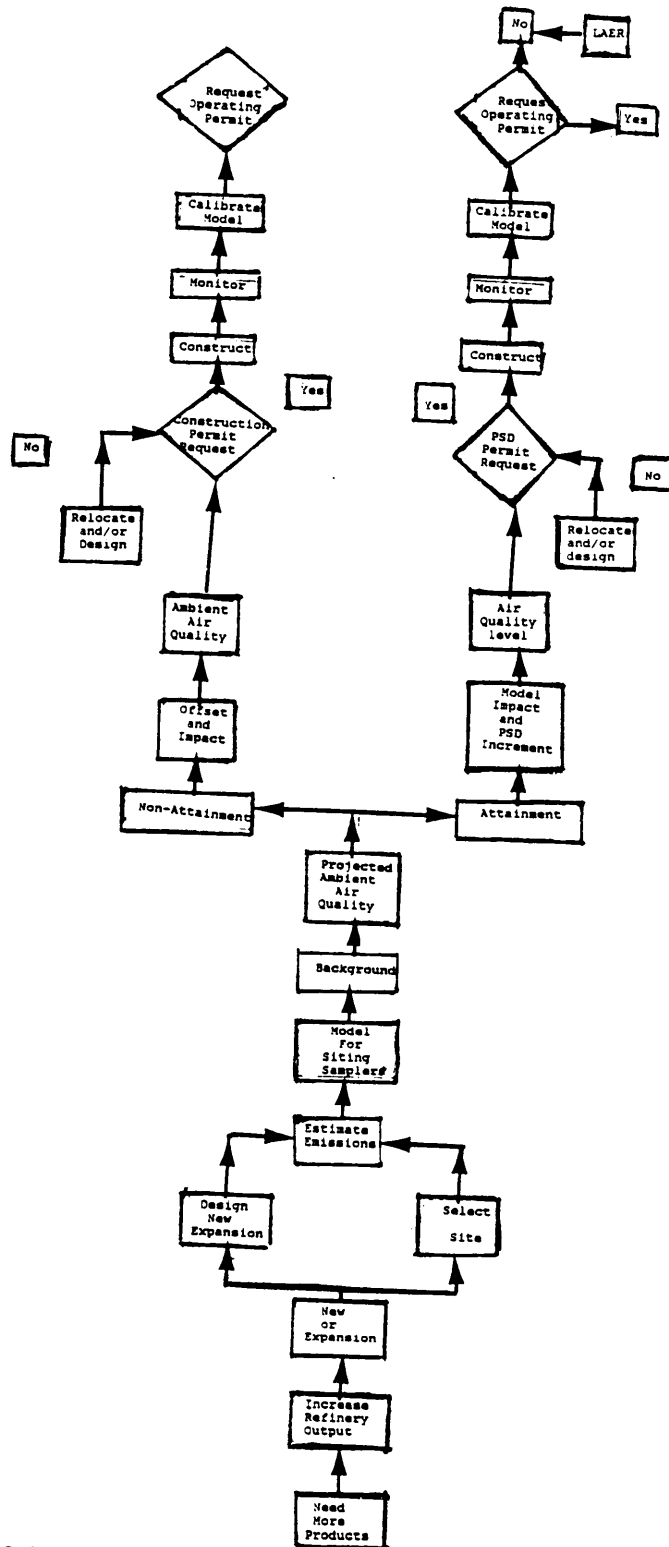 No
LAER
Request
Operating
Permit
Yes
Request
Operating
Permit
Calibrate
Model
Calibrate
Model
Monitor
Monitor
Construct
Construct
Yes
Yes
Construction
Permit
Request
PSD
Permit
Request
No
No
Relocate
and/or
Design
Relocate
and/or
design
Ambient
Air
Quality
Air
Quality
level
Offset
and
Impact
Model
Impact
and
PSD
Increment
Non-Attainment
Attainment
Projected
Ambient
Air
Quality
Background
Model
For
Siting
Samplers
Estimate
Emissions
Design
New
Expansion
Select
Site
New
or
Expansion
Increase
Refinery
Output
Need
More
Products